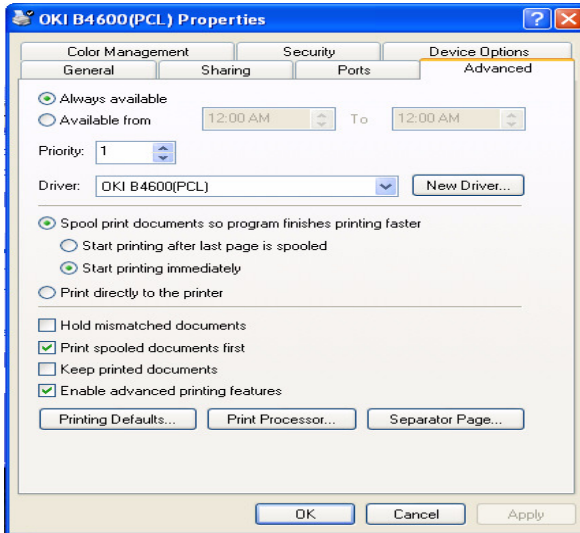 OKI B4600(PCL) Properties
Color Management Security Device Options
General Sharing Ports Advanced
Always available
Available from 12:00 AM To 12:00 AM
Priority: 1
Driver: OKI B4600(PCL) New Driver...
Spool print documents so program finishes printing faster
Start printing after last page is spooled
Start printing immediately
Print directly to the printer
Hold mismatched documents
Print spooled documents first
Keep printed documents
Enable advanced printing features
Printing Defaults... Print Processor... Separator Page...
OK Cancel Apply